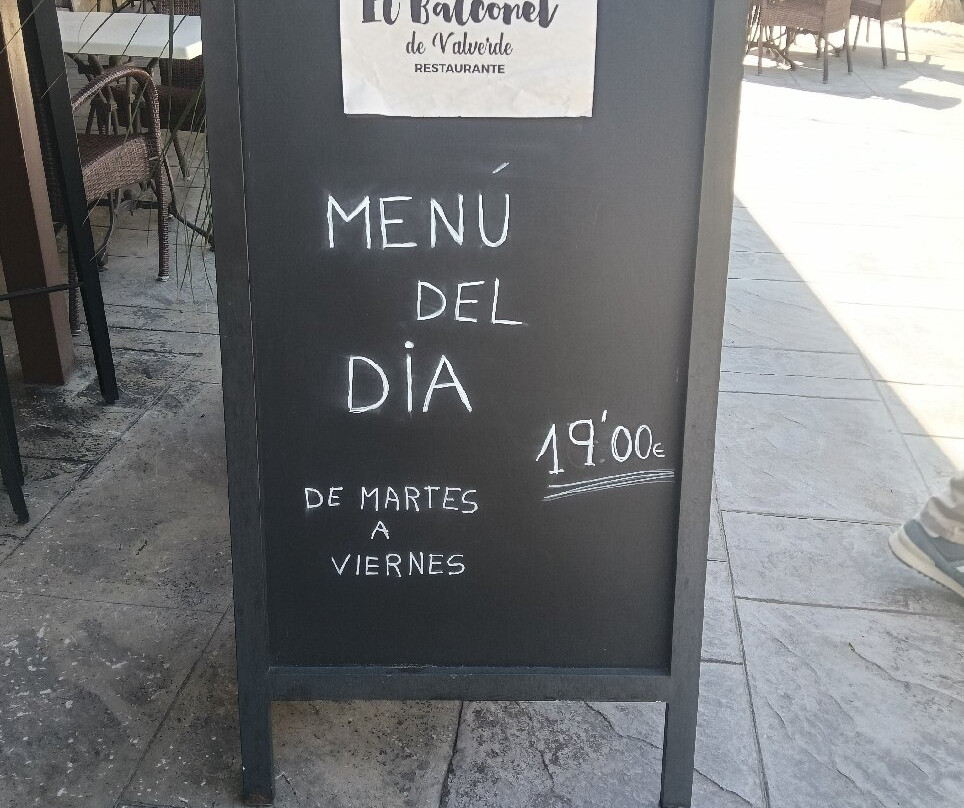 El Balconet
de Valverde
RESTAURANTE
MENÚ
DEL
DÍA
19'00€
DE MARTES
A
VIERNES